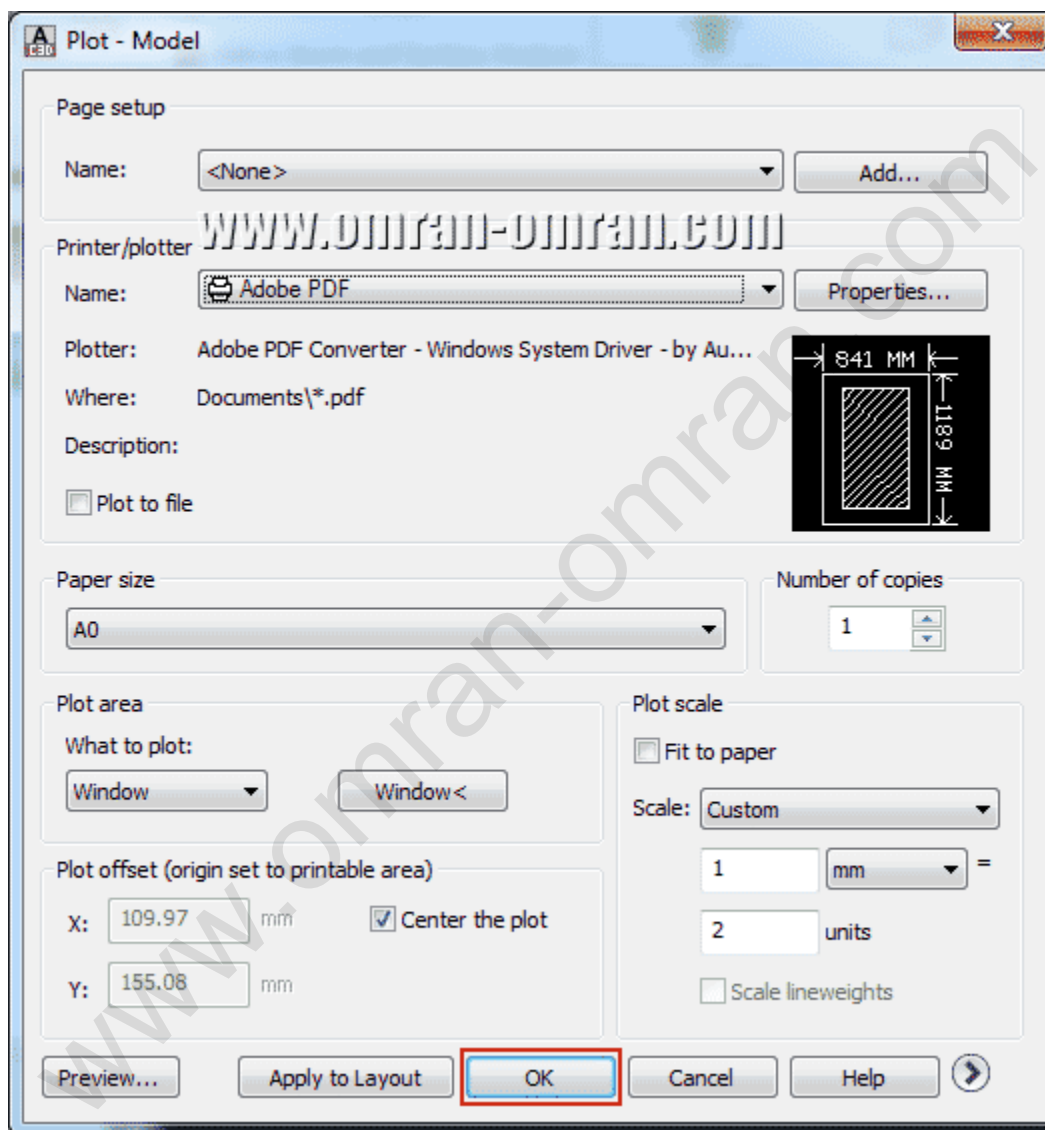 A
C3D
Plot - Model
X
Page setup
Name:
<None>
Add...
www.omran-omran.com
Printer/plotter
Name:
Adobe PDF
Properties...
Plotter:
Adobe PDF Converter - Windows System Driver - by Au...
Where:
Documents\*.pdf
Description:
Plot to file
841 MM
1189 MM
Paper size
A0
Number of copies
1
Plot area
What to plot:
Window
Window<
Plot scale
Fit to paper
Scale:
Custom
1
mm
=
2
units
Scale lineweights
Plot offset (origin set to printable area)
X:
109.97
mm
Center the plot
Y:
155.08
mm
Preview...
Apply to Layout
OK
Cancel
Help
www.omran-omran.com